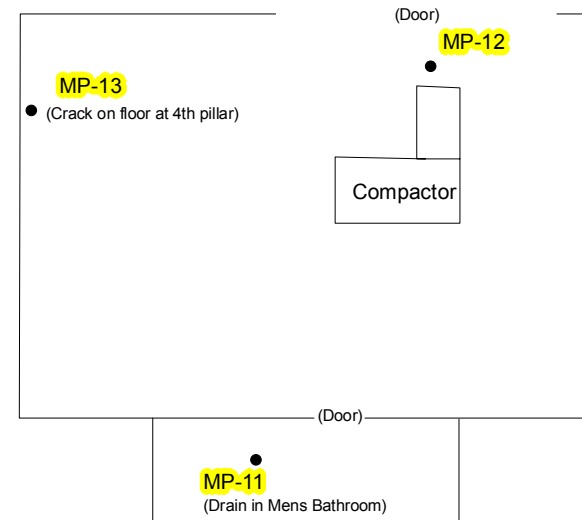 (Door)
MP-12
MP-13
(Crack on floor at 4th pillar)
Compactor
(Door)
MP-11
(Drain in Mens Bathroom)